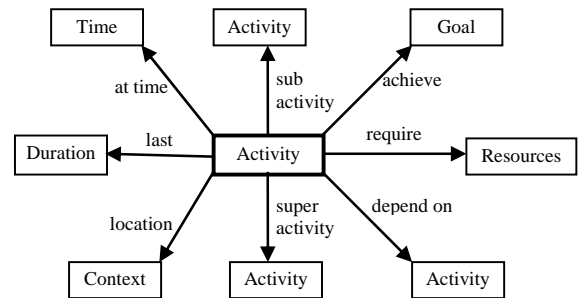 Time
Activity
Goal
at time
sub
activity
achieve
Duration
last
Activity
require
Resources
location
super
activity
depend on
Context
Activity
Activity